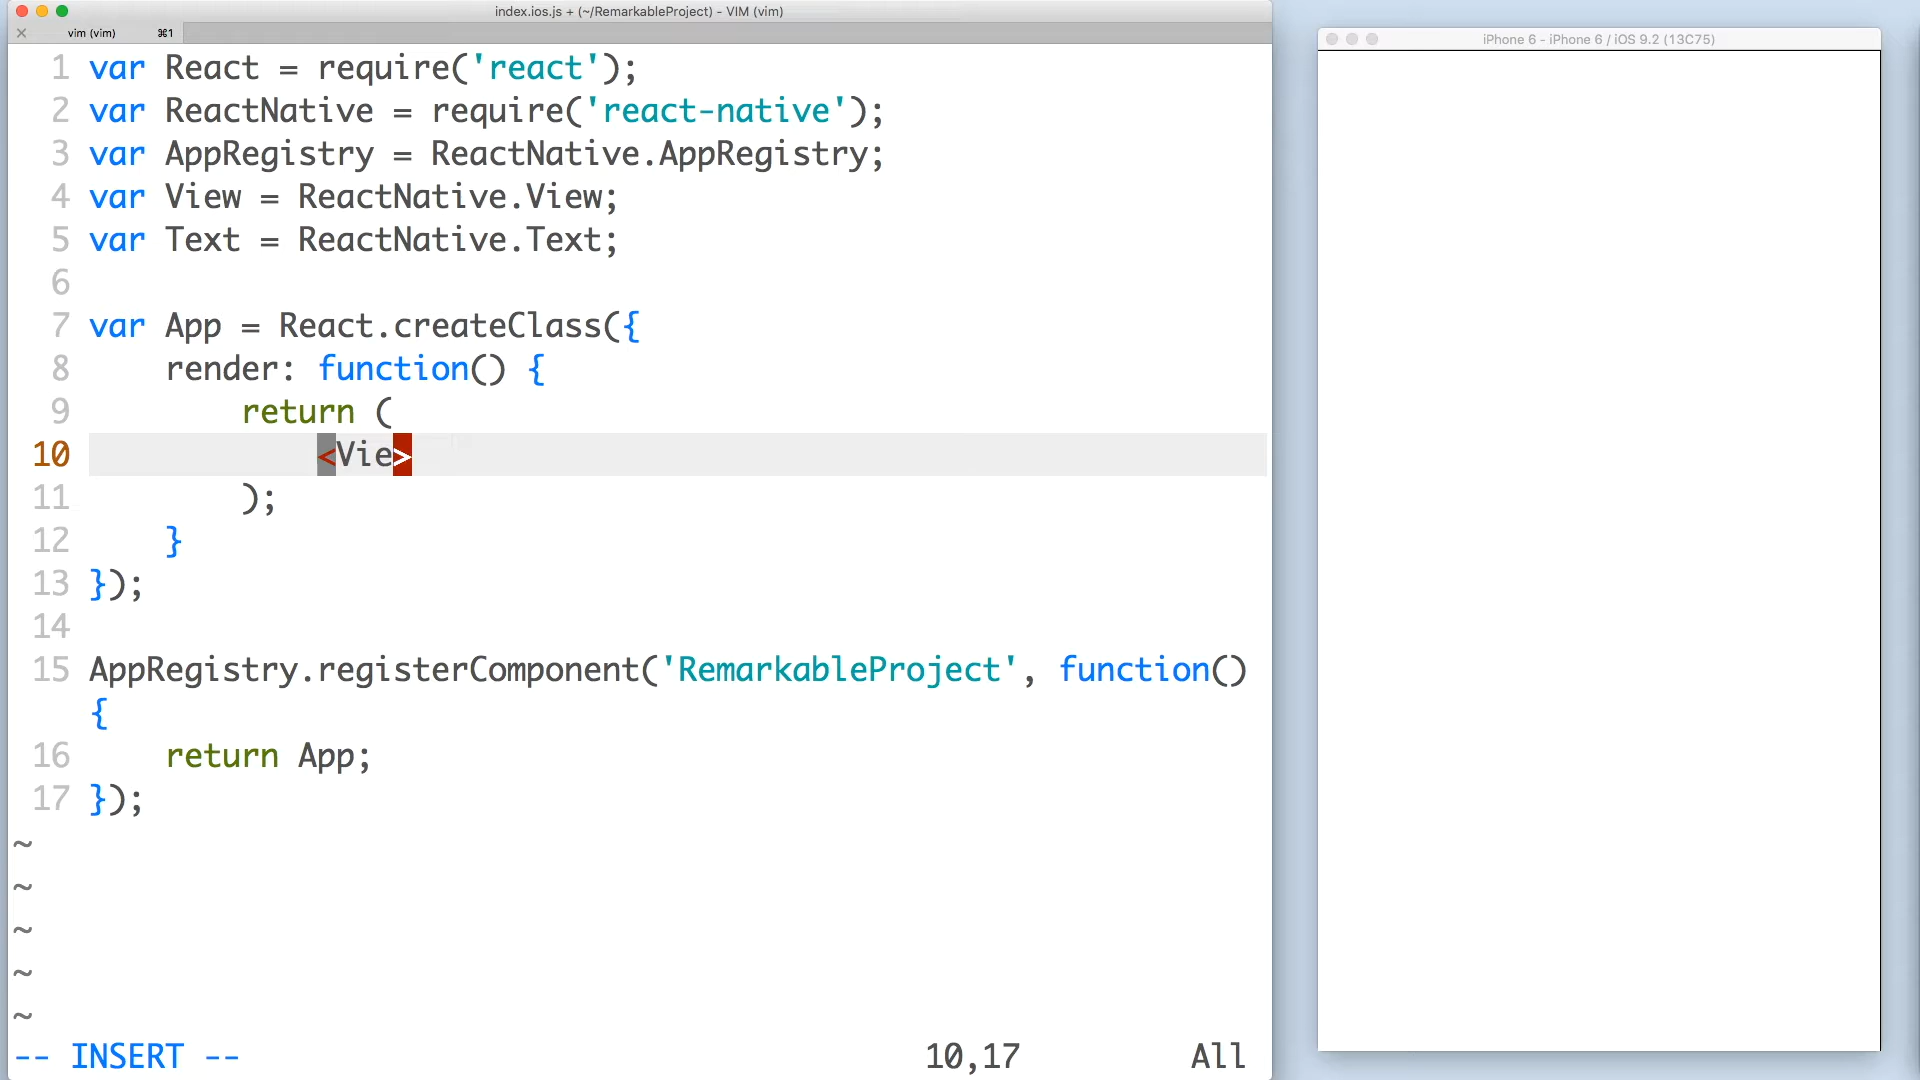 index.ios.js + (~/RemarkableProject) - VIM (vim)
vim (vim) ⌘1
1 var React = require('react');
2 var ReactNative = require('react-native');
3 var AppRegistry = ReactNative.AppRegistry;
4 var View = ReactNative.View;
5 var Text = ReactNative.Text;
6
7 var App = React.createClass({
8     render: function() {
9         return (
10             <Vie>
11         );
12     }
13 });
14
15 AppRegistry.registerComponent('RemarkableProject', function()
{
16     return App;
17 });
~
~
~
~
~
-- INSERT -- 10,17 All
iPhone 6 - iPhone 6 / iOS 9.2 (13C75)